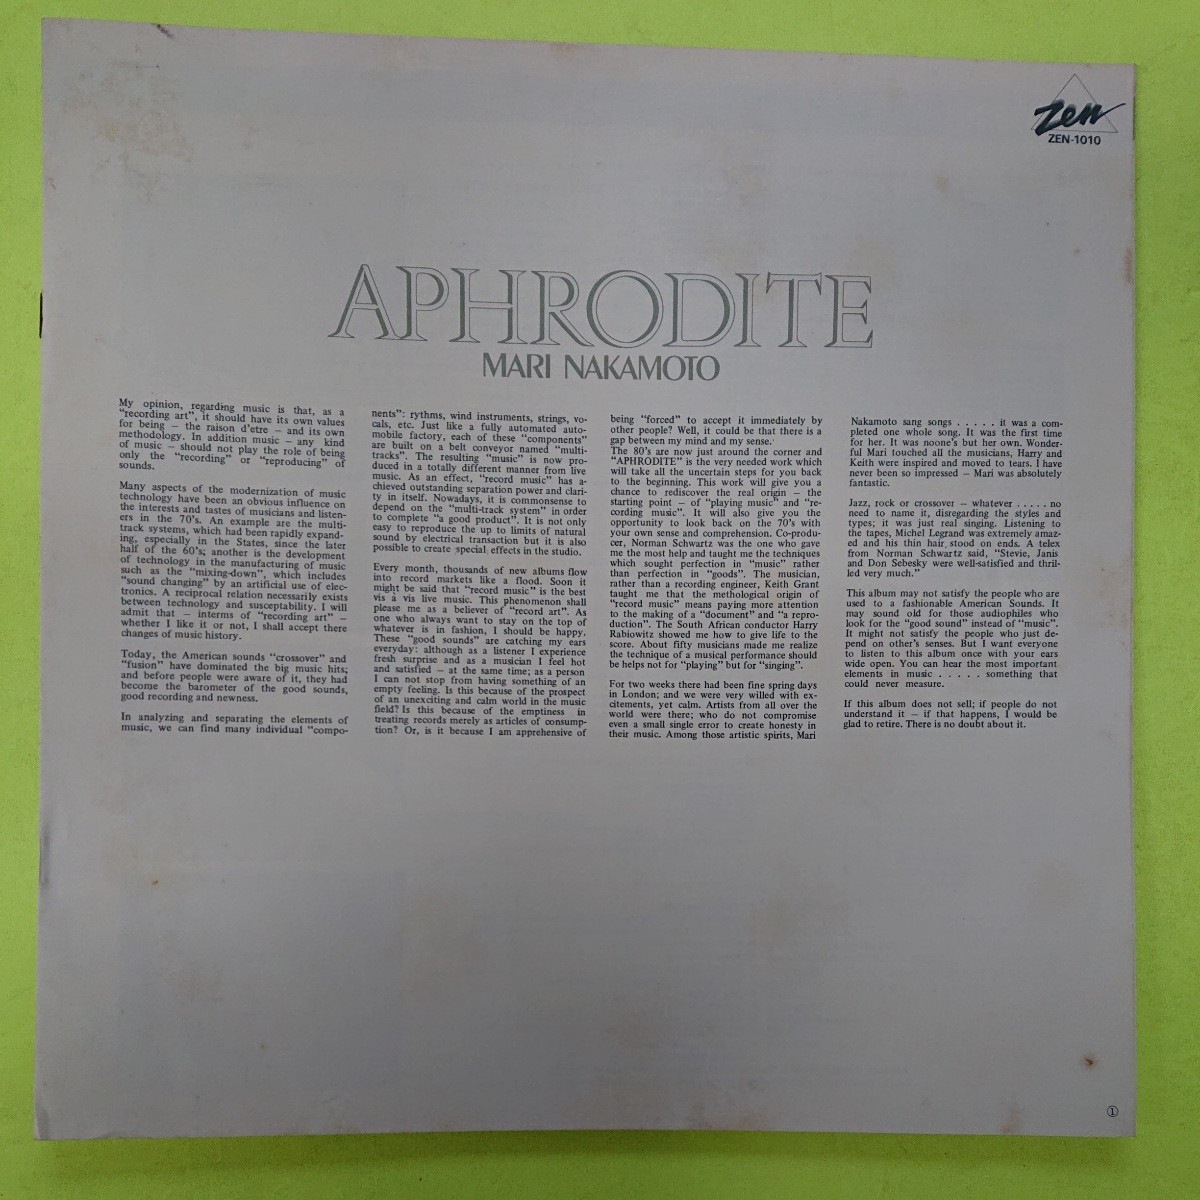 Zen
ZEN-1010
APHRODITE
MARI NAKAMOTO
My opinion, regarding music is that, as a
"recording art", it should have its own values
for being — the raison d'etre — and its own
methodology. In addition music — any kind
of music — should not play the role of being
only the "recording" or "reproducing" of
sounds.
Many aspects of the modernization of music
technology have been an obvious influence on
the interests and tastes of musicians and listen-
ers in the 70's. An example are the multi-
track systems, which had been rapidly expand-
ing, especially in the States, since the later
half of the 60's; another is the development
of technology in the manufacturing of music
such as the "mixing-down", which includes
"sound changing" by an artificial use of elec-
tronics. A reciprocal relation necessarily exists
between technology and susceptability. I will
admit that — interms of "recording art" —
whether I like it or not, I shall accept there
changes of music history.
Today, the American sounds "crossover" and
"fusion" have dominated the big music hits;
and before people were aware of it, they had
become the barometer of the good sounds,
good recording and newness.
In analyzing and separating the elements of
music, we can find many individual "compo-
nents": rythms, wind instruments, strings, vo-
cals, etc. Just like a fully automated auto-
mobile factory, each of these "components"
are built on a belt conveyor named "multi-
tracks". The resulting "music" is now pro-
duced in a totally different manner from live
music. As an effect, "record music" has a-
chieved outstanding separation power and clari-
ty in itself. Nowadays, it is commonsense to
depend on the "multi-track system" in order
to complete "a good product". It is not only
easy to reproduce the up to limits of natural
sound by electrical transaction but it is also
possible to create special effects in the studio.
Every month, thousands of new albums flow
into record markets like a flood. Soon it
might be said that "record music" is the best
vis à vis live music. This phenomenon shall
please me as a believer of "record art". As
one who always want to stay on the top of
whatever is in fashion, I should be happy.
These "good sounds" are catching my ears
everyday: although as a listener I experience
fresh surprise and as a musician I feel hot
and satisfied — at the same time; as a person
I can not stop from having something of an
empty feeling. Is this because of the prospect
of an unexciting and calm world in the music
field? Is this because of the emptiness in
treating records merely as articles of consump-
tion? Or, is it because I am apprehensive of
being "forced" to accept it immediately by
other people? Well, it could be that there is a
gap between my mind and my sense.
The 80's are now just around the corner and
"APHRODITE" is the very needed work which
will take all the uncertain steps for you back
to the beginning. This work will give you a
chance to rediscover the real origin — the
starting point — of "playing music" and "re-
cording music". It will also give you the
opportunity to look back on the 70's with
your own sense and comprehension. Co-produ-
cer, Norman Schwartz was the one who gave
me the most help and taught me the techniques
which sought perfection in "music" rather
than perfection in "goods". The musician,
rather than a recording engineer, Keith Grant
taught me that the methological origin of
"record music" means paying more attention
to the making of a "document" and "a repro-
duction". The South African conductor Harry
Rabiowitz showed me how to give life to the
score. About fifty musicians made me realize
the technique of a musical performance should
be helps not for "playing" but for "singing".
For two weeks there had been fine spring days
in London; and we were very willed with ex-
citements, yet calm. Artists from all over the
world were there; who do not compromise
even a small single error to create honesty in
their music. Among those artistic spirits, Mari
Nakamoto sang songs . . . . . it was a com-
pleted one whole song. It was the first time
for her. It was noone's but her own. Wonder-
ful Mari touched all the musicians, Harry and
Keith were inspired and moved to tears. I have
never been so impressed — Mari was absolutely
fantastic.
Jazz, rock or crossover — whatever . . . . . no
need to name it, disregarding the styles and
types; it was just real singing. Listening to
the tapes, Michel Legrand was extremely amaz-
ed and his thin hair stood on ends. A telex
from Norman Schwartz said, "Stevie, Janis
and Don Sebesky were well-satisfied and thril-
led very much."
This album may not satisfy the people who are
used to a fashionable American Sounds. It
may sound old for those audiophiles who
look for the "good sound" instead of "music".
It might not satisfy the people who just de-
pend on other's senses. But I want everyone
to listen to this album once with your ears
wide open. You can hear the most important
elements in music . . . . . something that
could never measure.
If this album does not sell; if people do not
understand it — if that happens, I would be
glad to retire. There is no doubt about it.
①